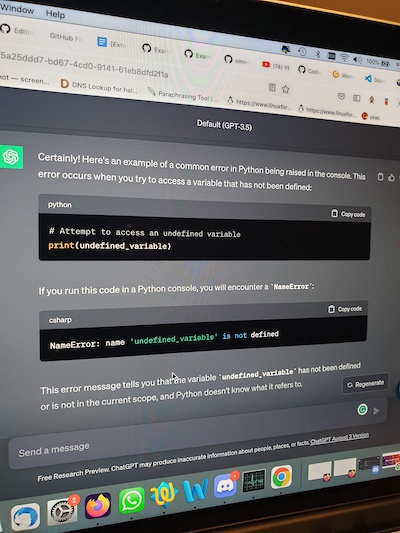 Window Help
100%
Editin
GitHub Fl
[Exte
Exam
Exam
(74)
5a25ddd7-bd67-4cd0-9141-61eb8dfd2f1a
ot — screen...
DNS Lookup for hal...
Paraphrasing Tool |
https://www.linuxfor
https://www.linuxfor
Default (GPT-3.5)
Certainly! Here's an example of a common error in Python being raised in the console. This
error occurs when you try to access a variable that has not been defined:
python
Copy code
# Attempt to access an undefined variable
print(undefined_variable)
If you run this code in a Python console, you will encounter a `NameError`:
csharp
Copy code
NameError: name 'undefined_variable' is not defined
This error message tells you that the variable `undefined_variable` has not been defined
or is not in the current scope, and Python doesn't know what it refers to.
Regenerate
Send a message
Free Research Preview. ChatGPT may produce inaccurate information about people, places, or facts. ChatGPT August 3 Version
2